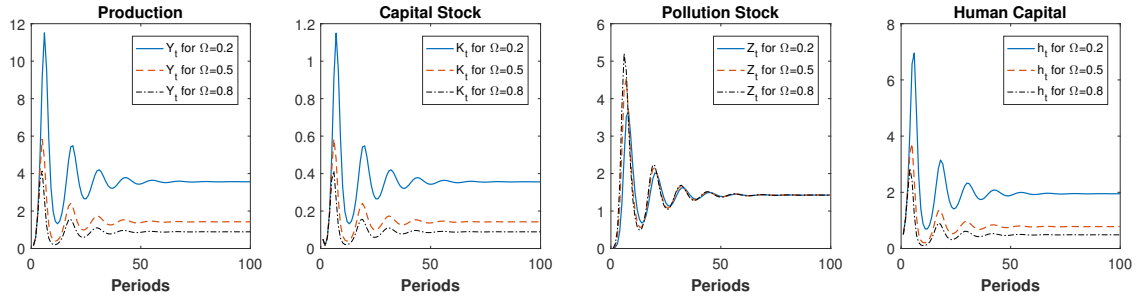 Production
12
10
8
6
4
2
0
0
50
100
Periods
Y_t for Ω=0.2
Y_t for Ω=0.5
Y_t for Ω=0.8
Capital Stock
1.2
1
0.8
0.6
0.4
0.2
0
0
50
100
Periods
K_t for Ω=0.2
K_t for Ω=0.5
K_t for Ω=0.8
Pollution Stock
6
5
4
3
2
1
0
0
50
100
Periods
Z_t for Ω=0.2
Z_t for Ω=0.5
Z_t for Ω=0.8
Human Capital
8
6
4
2
0
0
50
100
Periods
h_t for Ω=0.2
h_t for Ω=0.5
h_t for Ω=0.8